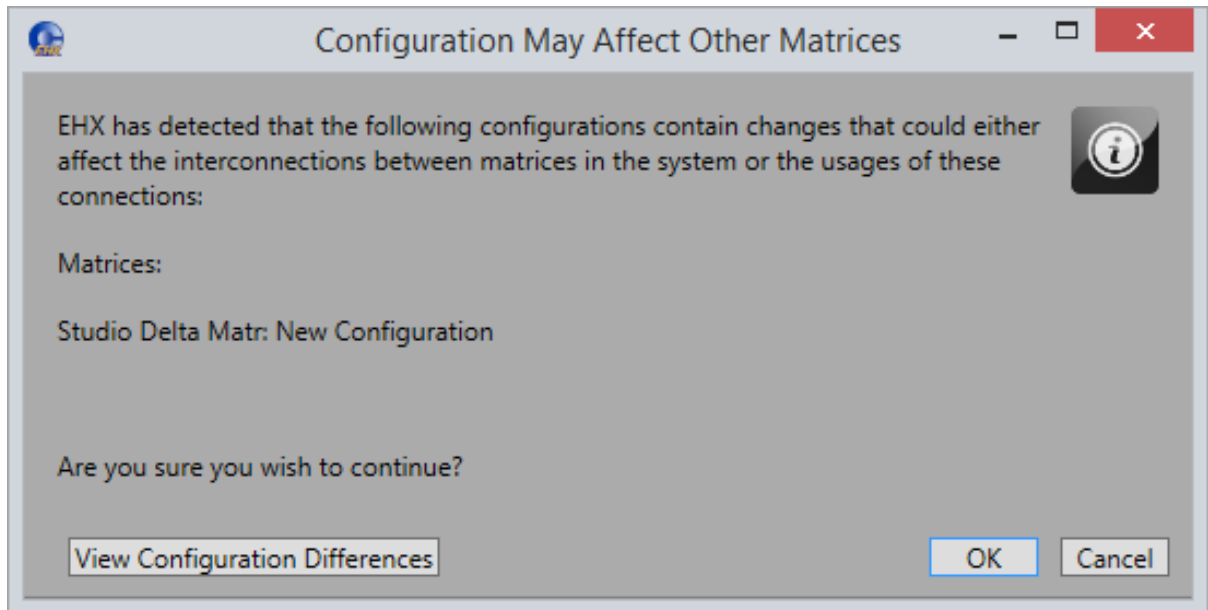 Configuration May Affect Other Matrices
EHX has detected that the following configurations contain changes that could either
affect the interconnections between matrices in the system or the usages of these
connections:
Matrices:
Studio Delta Matr: New Configuration
Are you sure you wish to continue?
View Configuration Differences
OK
Cancel